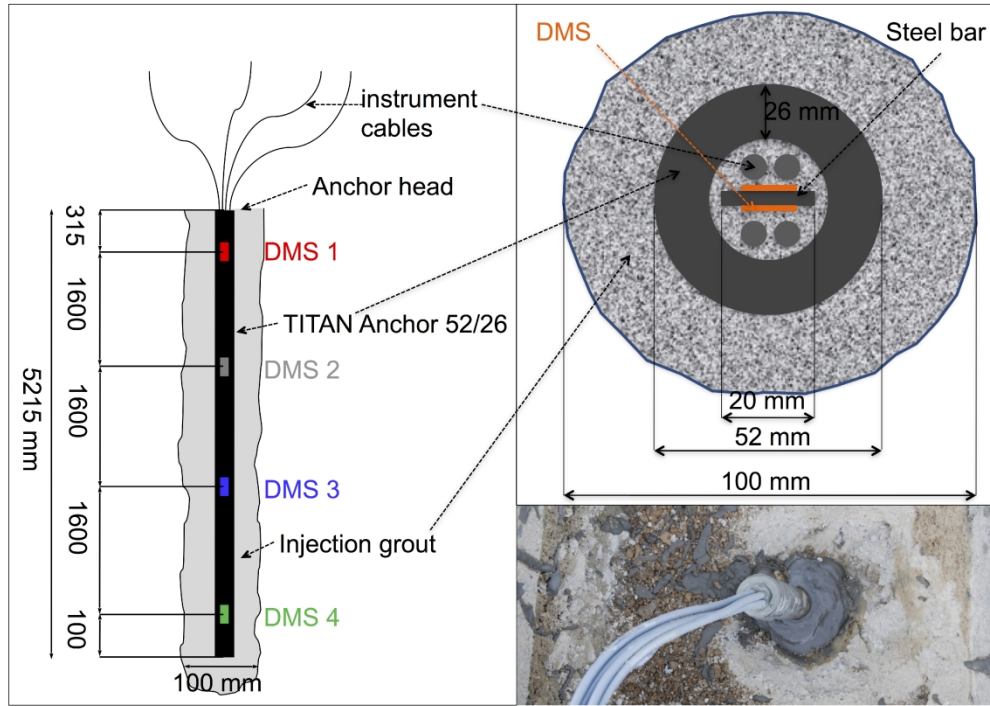 instrument
cables
Anchor head
315
DMS 1
1600
TITAN Anchor 52/26
DMS 2
5215 mm
1600
DMS 3
1600
Injection grout
DMS 4
100
100 mm
DMS
Steel bar
26 mm
20 mm
52 mm
100 mm